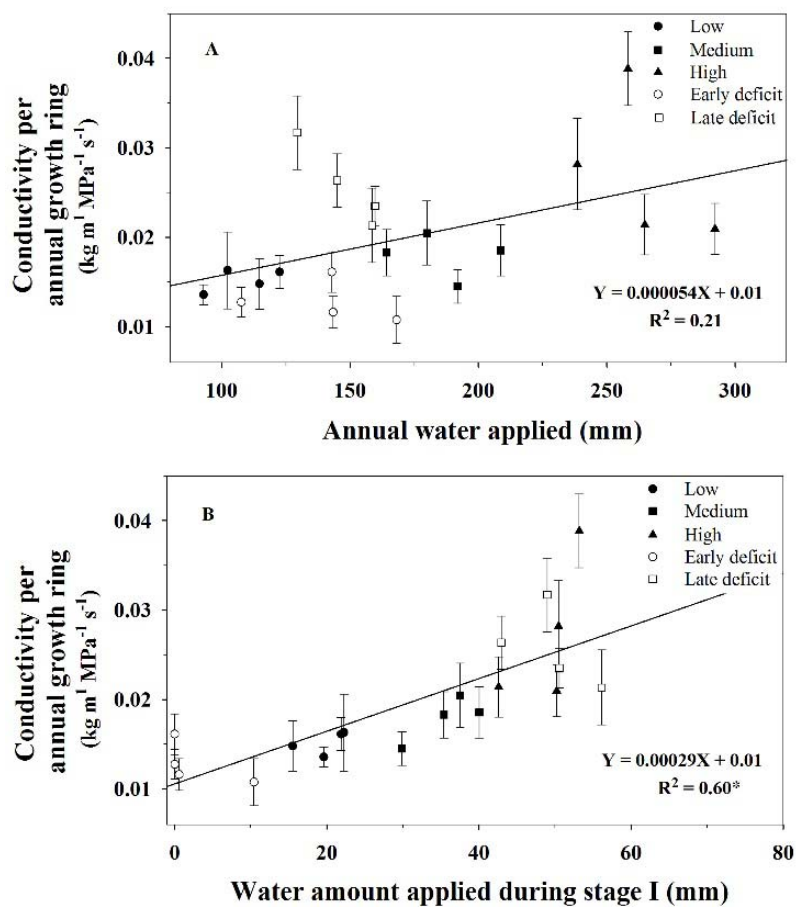 A
Low
Medium
High
Early deficit
Late deficit
0.04
0.03
0.02
0.01
Conductivity per
annual growth ring
(kg m¹ MPa⁻¹ s⁻¹)
Y = 0.000054X + 0.01
R² = 0.21
100 150 200 250 300
Annual water applied (mm)
B
Low
Medium
High
Early deficit
Late deficit
0.04
0.03
0.02
0.01
Conductivity per
annual growth ring
(kg m¹ MPa⁻¹ s⁻¹)
Y = 0.00029X + 0.01
R² = 0.60*
0 20 40 60 80
Water amount applied during stage I (mm)